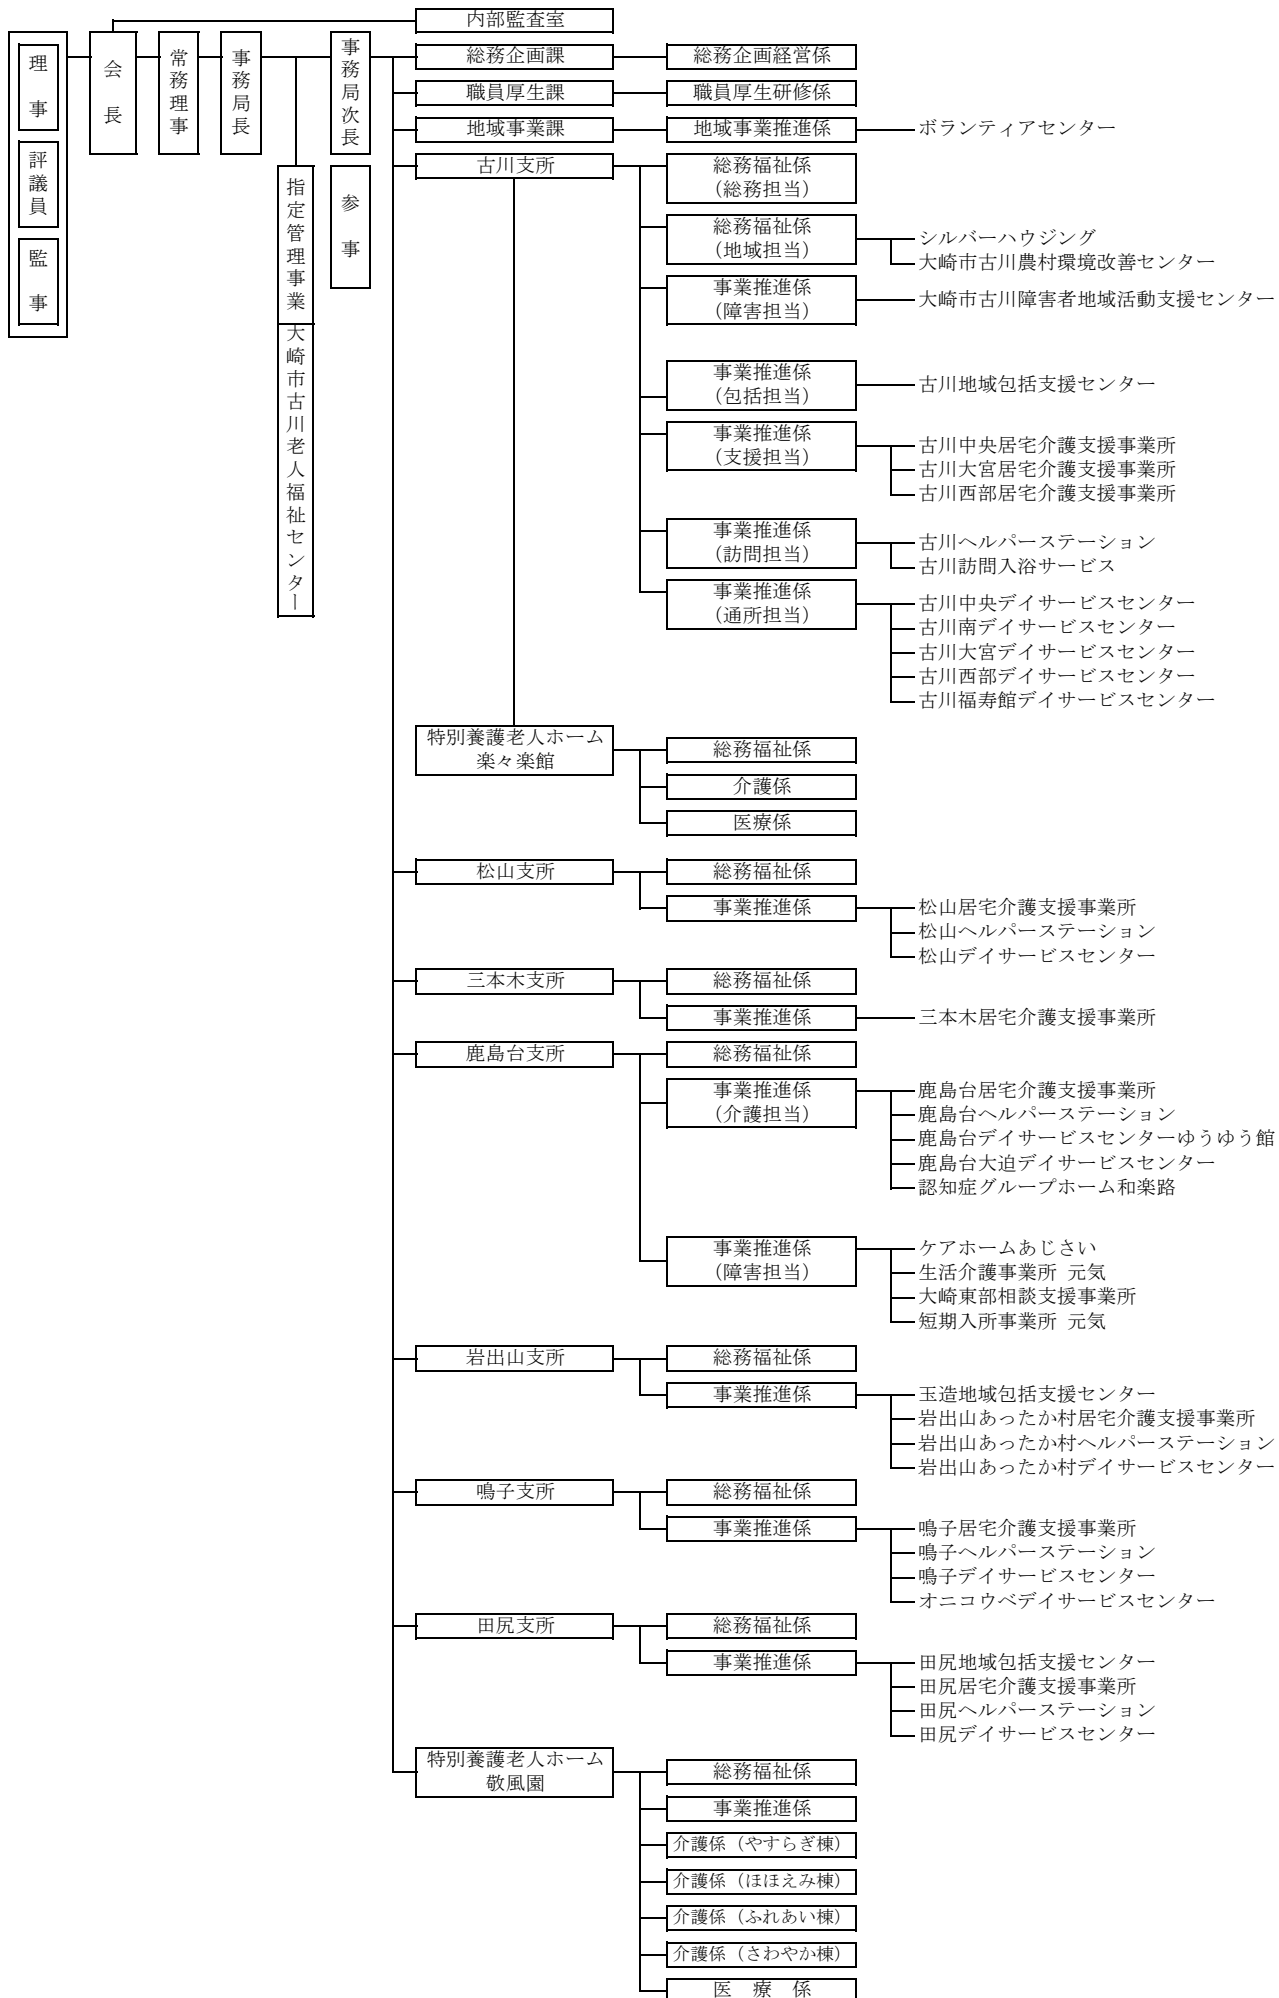 内部監査室
理事
評議員
監事
会長
常務理事
事務局長
事務局次長
参事
指定管理事業
大崎市古川老人福祉センター
総務企画課
総務企画経営係
職員厚生課
職員厚生研修係
地域事業課
地域事業推進係
ボランティアセンター
古川支所
総務福祉係
(総務担当)
総務福祉係
(地域担当)
シルバーハウジング
大崎市古川農村環境改善センター
事業推進係
(障害担当)
大崎市古川障害者地域活動支援センター
事業推進係
(包括担当)
古川地域包括支援センター
事業推進係
(支援担当)
古川中央居宅介護支援事業所
古川大宮居宅介護支援事業所
古川西部居宅介護支援事業所
事業推進係
(訪問担当)
古川ヘルパーステーション
古川訪問入浴サービス
事業推進係
(通所担当)
古川中央デイサービスセンター
古川南デイサービスセンター
古川大宮デイサービスセンター
古川西部デイサービスセンター
古川福寿館デイサービスセンター
特別養護老人ホーム
楽々楽館
総務福祉係
介護係
医療係
松山支所
総務福祉係
事業推進係
松山居宅介護支援事業所
松山ヘルパーステーション
松山デイサービスセンター
三本木支所
総務福祉係
事業推進係
三本木居宅介護支援事業所
鹿島台支所
総務福祉係
事業推進係
(介護担当)
鹿島台居宅介護支援事業所
鹿島台ヘルパーステーション
鹿島台デイサービスセンターゆうゆう館
鹿島台大迫デイサービスセンター
認知症グループホーム和楽路
事業推進係
(障害担当)
ケアホームあじさい
生活介護事業所 元気
大崎東部相談支援事業所
短期入所事業所 元気
岩出山支所
総務福祉係
事業推進係
玉造地域包括支援センター
岩出山あったか村居宅介護支援事業所
岩出山あったか村ヘルパーステーション
岩出山あったか村デイサービスセンター
鳴子支所
総務福祉係
事業推進係
鳴子居宅介護支援事業所
鳴子ヘルパーステーション
鳴子デイサービスセンター
オニコウベデイサービスセンター
田尻支所
総務福祉係
事業推進係
田尻地域包括支援センター
田尻居宅介護支援事業所
田尻ヘルパーステーション
田尻デイサービスセンター
特別養護老人ホーム
敬風園
総務福祉係
事業推進係
介護係(やすらぎ棟)
介護係(ほほえみ棟)
介護係(ふれあい棟)
介護係(さわやか棟)
医 療 係